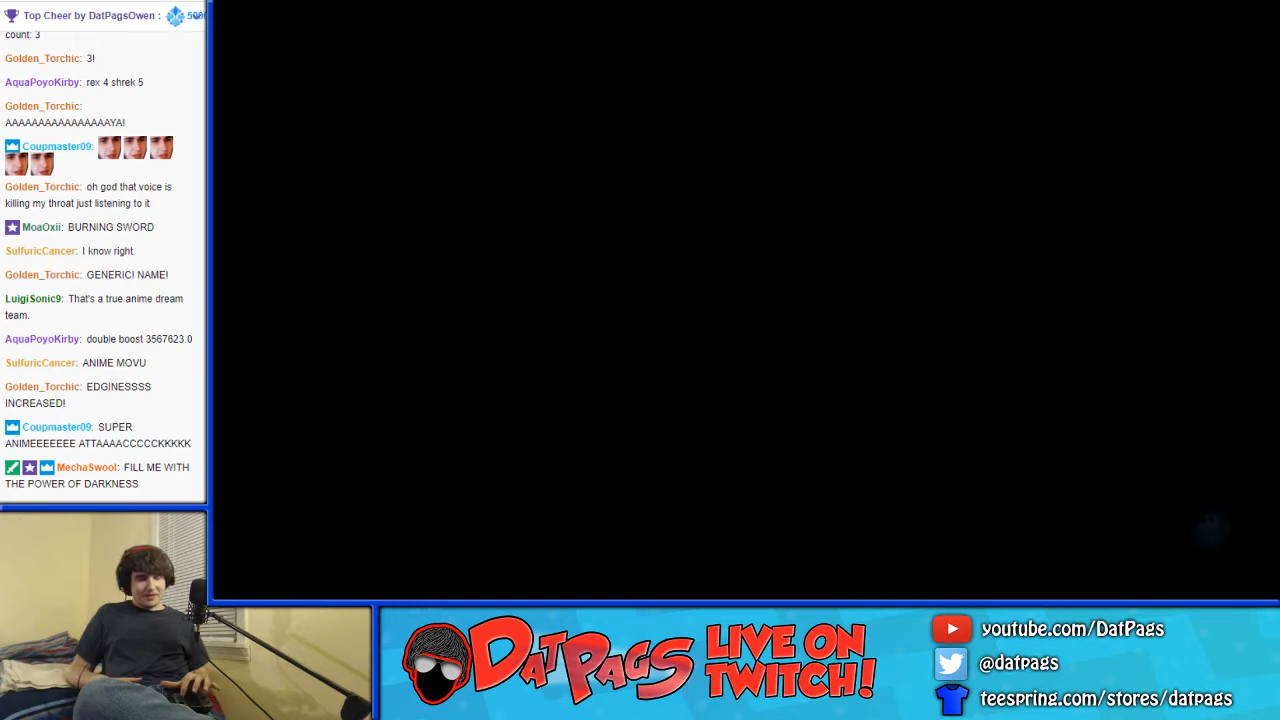 Top Cheer by DatPagsOwen : 5000
count: 3
Golden_Torchic: 3!
AquaPoyoKirby: rex 4 shrek 5
Golden_Torchic:
AAAAAAAAAAAAAAAAYA!
Coupmaster09:
Golden_Torchic: oh god that voice is
killing my throat just listening to it
MoaOxii: BURNING SWORD
SulfuricCancer: I know right.
Golden_Torchic: GENERICI NAME!
LuigiSonic9: That's a true anime dream
team.
AquaPoyoKirby: double boost 3567623.0
SulfuricCancer: ANIME MOVU
Golden_Torchic: EDGINESSSS
INCREASED!
Coupmaster09: SUPER
ANIMEEEEEEE ATTAAAACCCCCKKKKK
MechaSwool: FILL ME WITH
THE POWER OF DARKNESS
DATPAGS LIVE ON
TWITCH!
youtube.com/DatPags
@datpags
teespring.com/stores/datpags